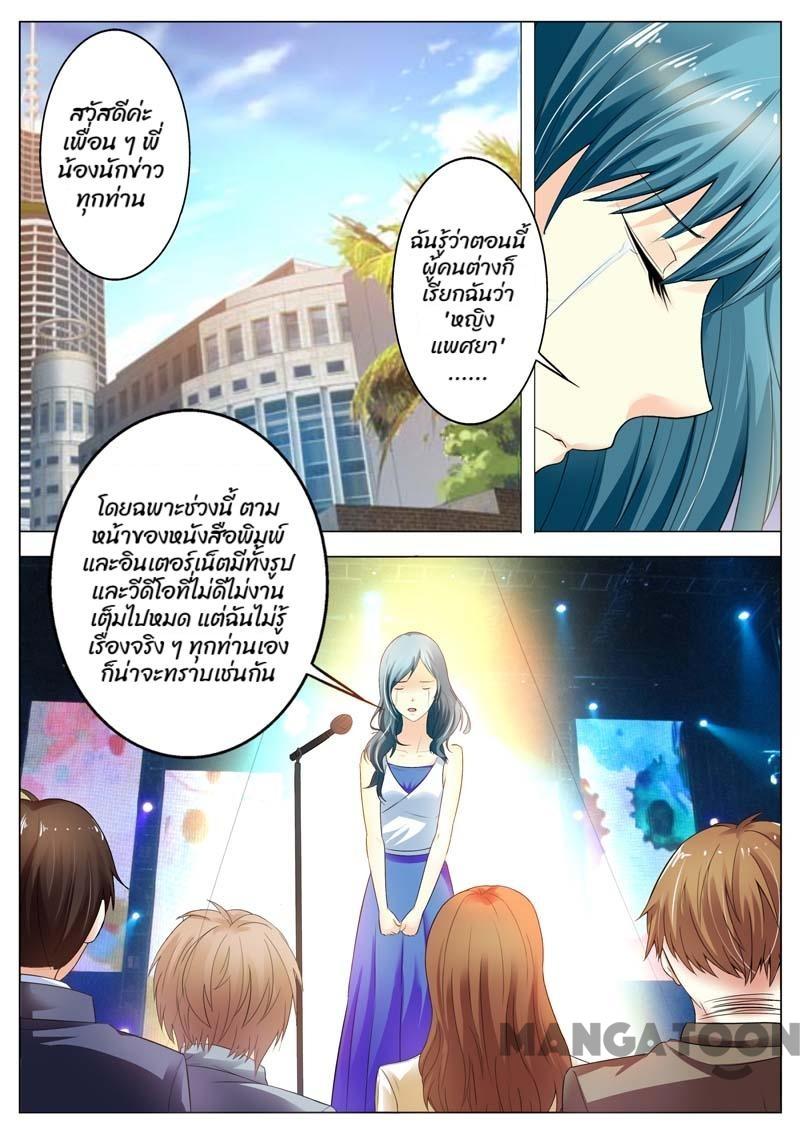 สวัสดีค่ะ
เพื่อน ๆ พี่
น้องนักข่าว
ทุกท่าน
ฉันรู้ว่าตอนนี้
ผู้คนต่างก็
เรียกฉันว่า
'หญิง
แพศยา'
......
โดยฉพาะช่วงนี้ ตาม
หน้าของหนังสือพิมพ์
และอินเตอร์เน็ตมีทั้งรูป
และวีดีโอที่ไม่ดีไม่งาน
เต็มไปหมด แต่ฉันไม่รู้
เรื่องจริง ๆ ทุกท่านเอง
ก็น่าจะทราบเช่นกัน
MANGATOON